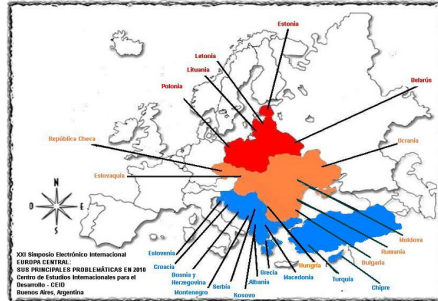 Estonia
Letonia
Lituania
Polonia
Belarús
República Checa
Ucrania
Eslovaquia
N
O E
S
Moldova
Rumania
Bulgaria
Hungría
Eslovenia
Croacia
Bosnia y
Herzegovina
Montenegro
Serbia
Kosovo
Albania
Grecia
Macedonia
Turquía
Chipre
XXI Simposio Electrónico Internacional
EUROPA CENTRAL:
SUS PRINCIPALES PROBLEMÁTICAS EN 2010
Centro de Estudios Internacionales para el
Desarrollo - CEID
Buenos Aires, Argentina